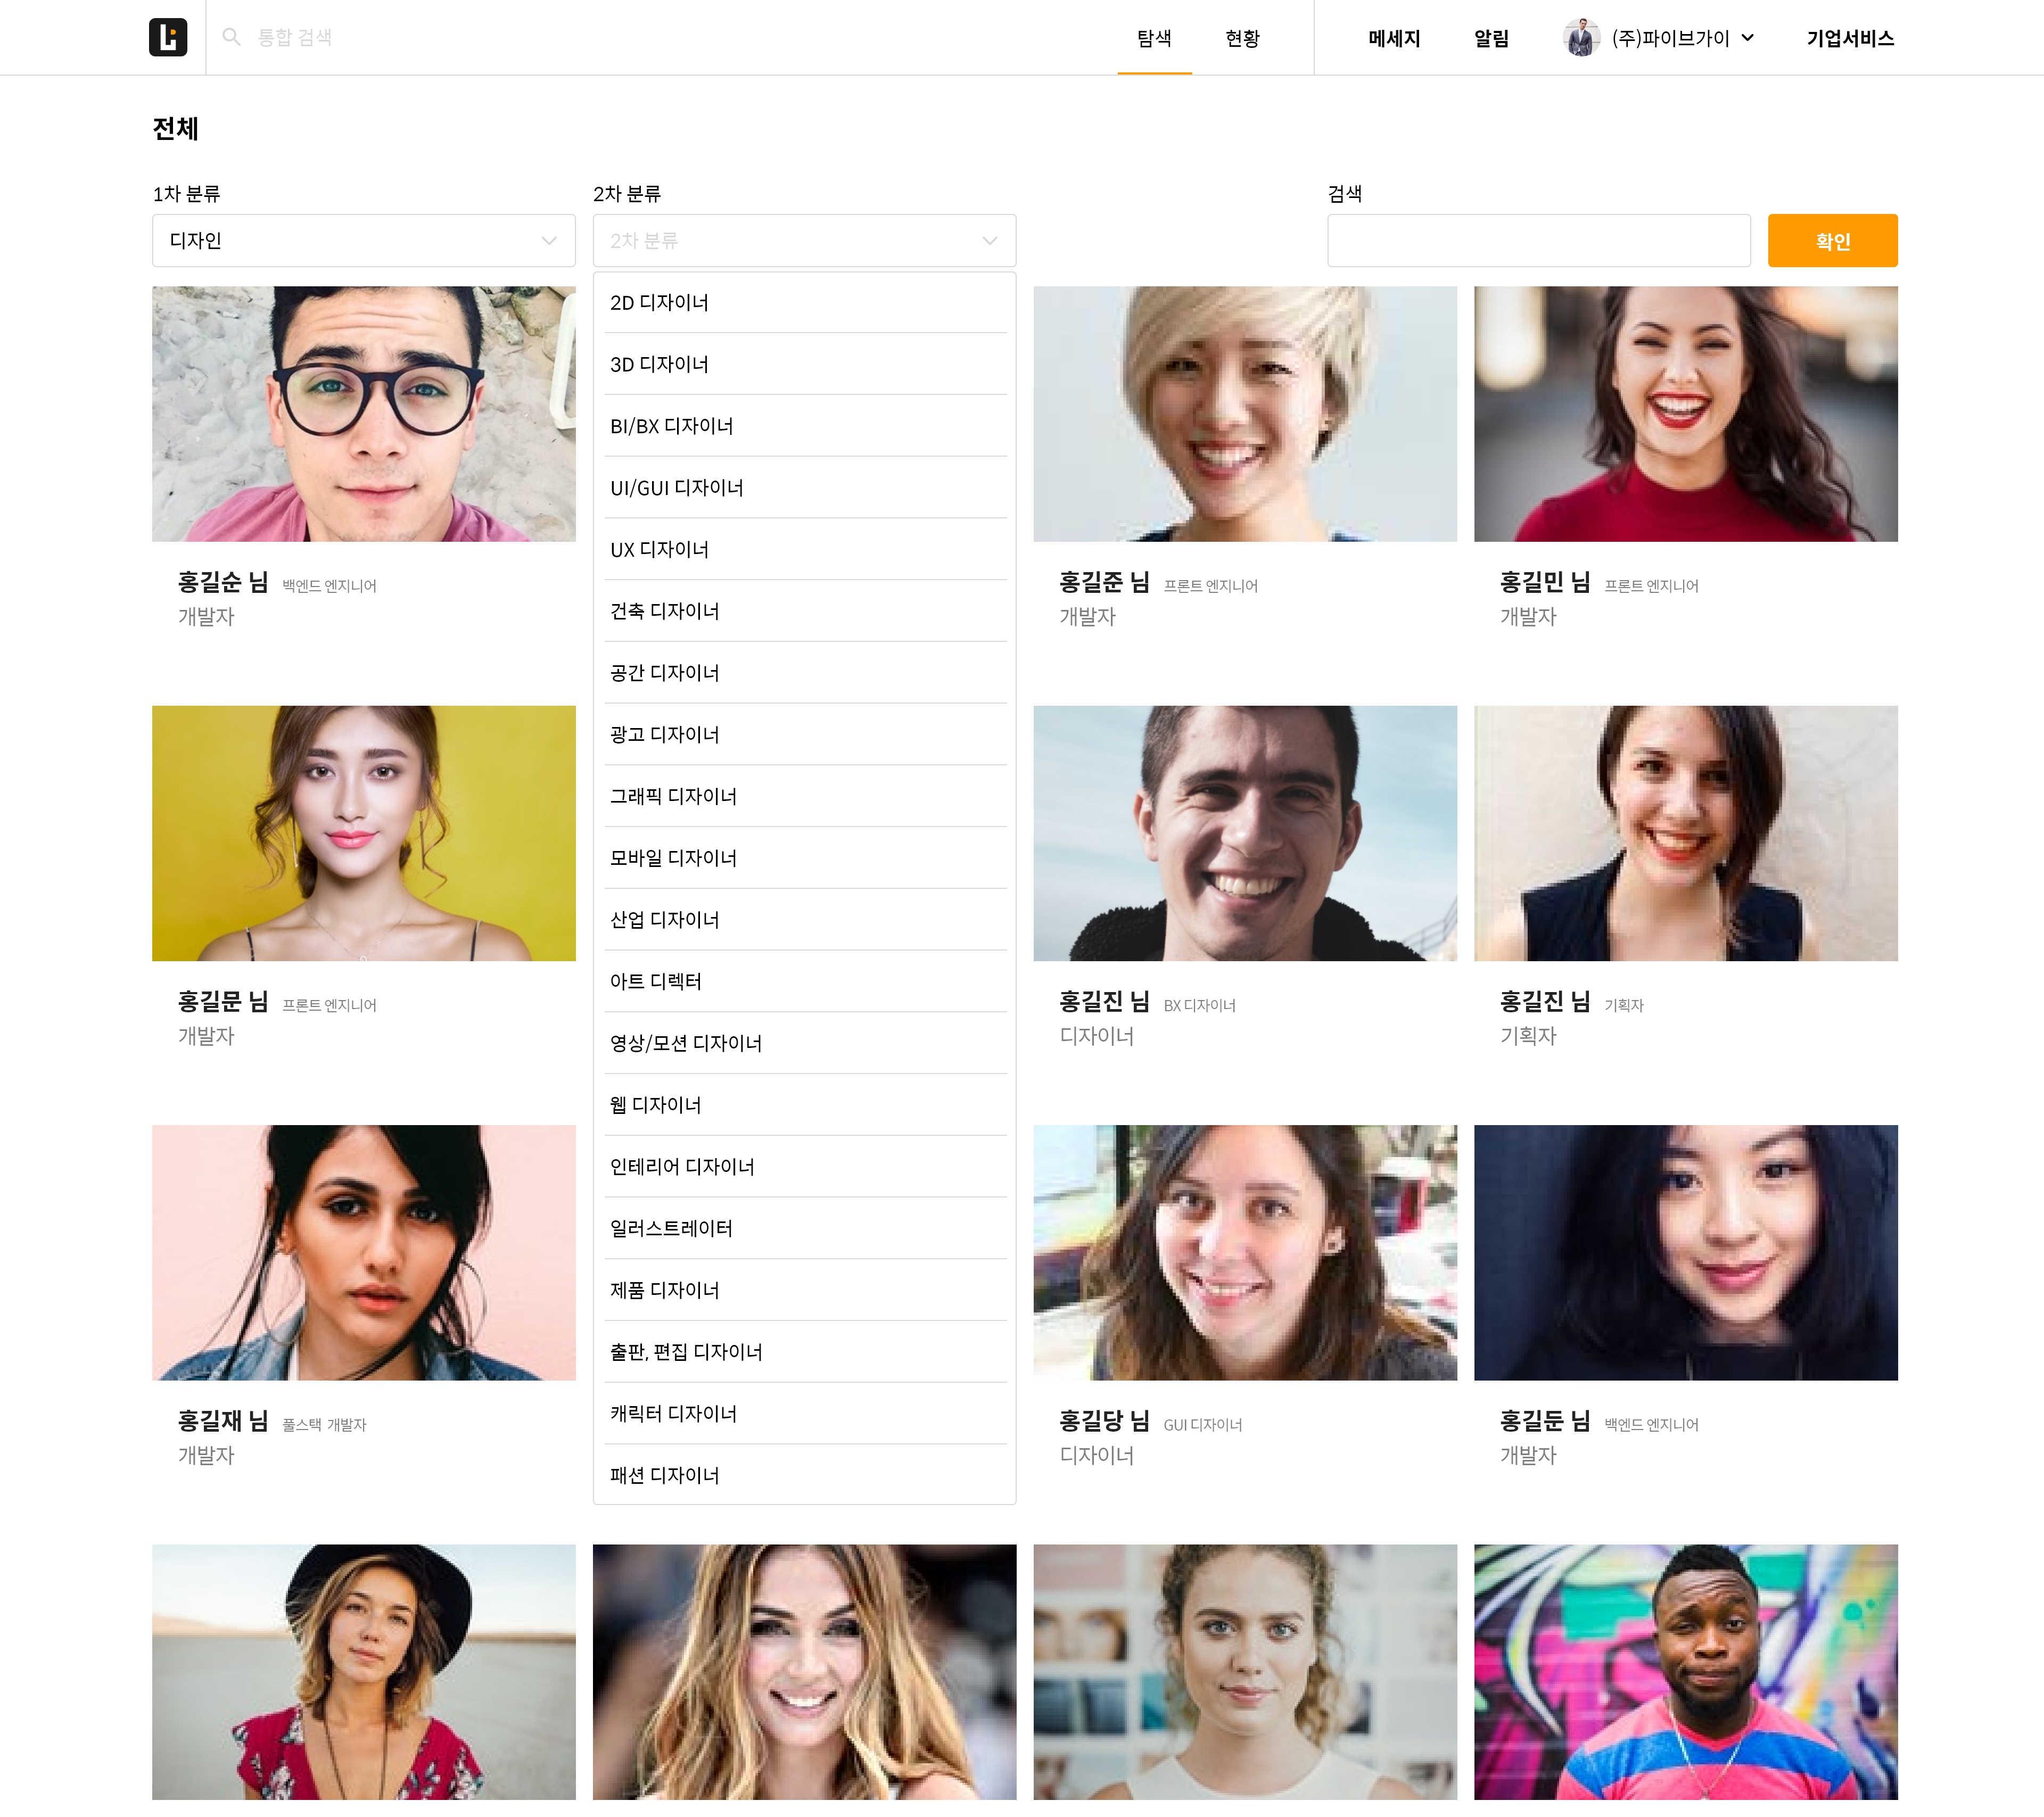 통합 검색
탐색
현황
메세지
알림
(주)파이브가이
기업서비스
전체
1차 분류
2차 분류
검색
디자인
2차 분류
확인
2D 디자이너
3D 디자이너
BI/BX 디자이너
UI/GUI 디자이너
UX 디자이너
건축 디자이너
공간 디자이너
광고 디자이너
그래픽 디자이너
모바일 디자이너
산업 디자이너
아트 디렉터
영상/모션 디자이너
웹 디자이너
인테리어 디자이너
일러스트레이터
제품 디자이너
출판, 편집 디자이너
캐릭터 디자이너
패션 디자이너
홍길순 님 백엔드 엔지니어
개발자
홍길준 님 프론트 엔지니어
개발자
홍길민 님 프론트 엔지니어
개발자
홍길문 님 프론트 엔지니어
개발자
홍길진 님 BX 디자이너
디자이너
홍길진 님 기획자
기획자
홍길재 님 풀스택 개발자
개발자
홍길당 님 GUI 디자이너
디자이너
홍길둔 님 백엔드 엔지니어
개발자